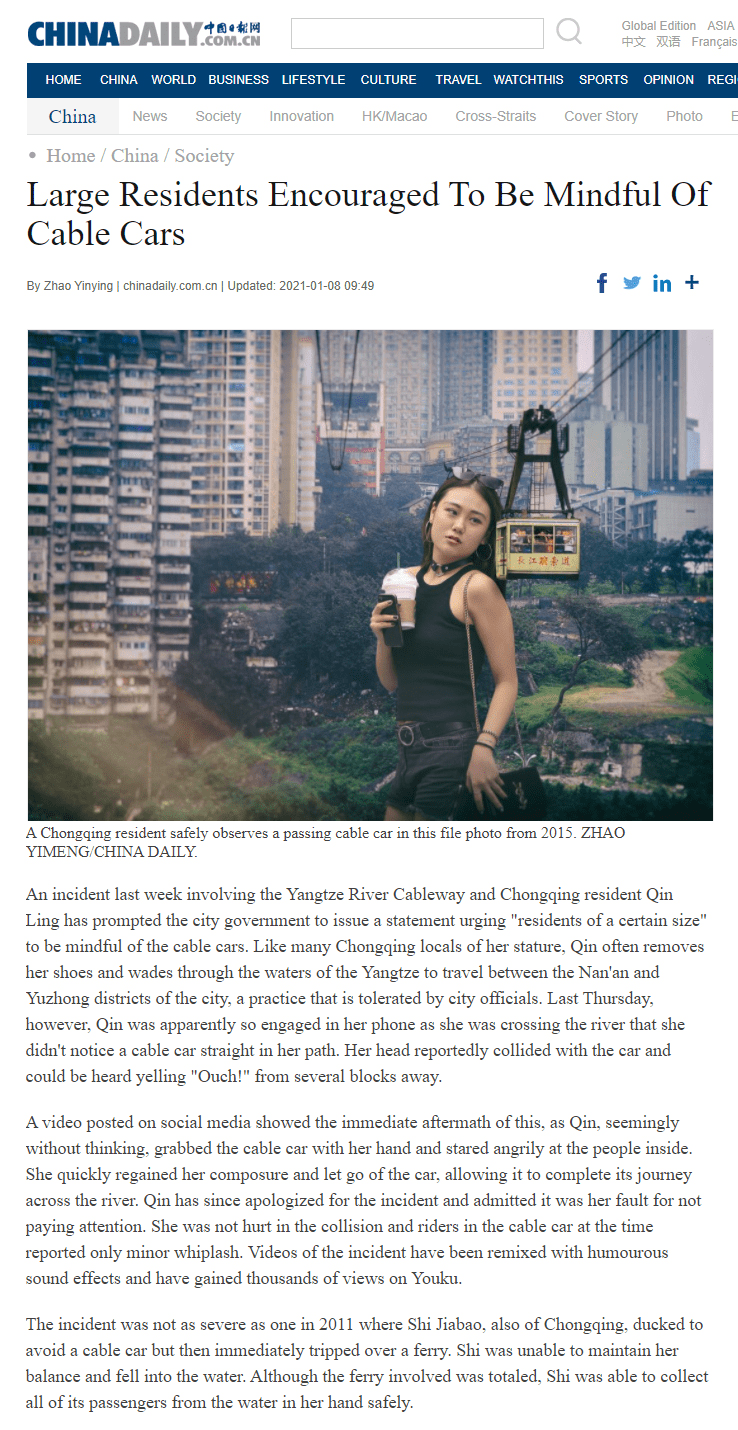 CHINADAILY.COM.CN 中国日报网
Global Edition ASIA
中文 双语 Français
HOME CHINA WORLD BUSINESS LIFESTYLE CULTURE TRAVEL WATCHTHIS SPORTS OPINION REGI
China News Society Innovation HK/Macao Cross-Straits Cover Story Photo E
• Home / China / Society
Large Residents Encouraged To Be Mindful Of
Cable Cars
By Zhao Yinying | chinadaily.com.cn | Updated: 2021-01-08 09:49
f in +
长江索道
A Chongqing resident safely observes a passing cable car in this file photo from 2015. ZHAO
YIMENG/CHINA DAILY.
An incident last week involving the Yangtze River Cableway and Chongqing resident Qin
Ling has prompted the city government to issue a statement urging "residents of a certain size"
to be mindful of the cable cars. Like many Chongqing locals of her stature, Qin often removes
her shoes and wades through the waters of the Yangtze to travel between the Nan'an and
Yuzhong districts of the city, a practice that is tolerated by city officials. Last Thursday,
however, Qin was apparently so engaged in her phone as she was crossing the river that she
didn't notice a cable car straight in her path. Her head reportedly collided with the car and
could be heard yelling "Ouch!" from several blocks away.
A video posted on social media showed the immediate aftermath of this, as Qin, seemingly
without thinking, grabbed the cable car with her hand and stared angrily at the people inside.
She quickly regained her composure and let go of the car, allowing it to complete its journey
across the river. Qin has since apologized for the incident and admitted it was her fault for not
paying attention. She was not hurt in the collision and riders in the cable car at the time
reported only minor whiplash. Videos of the incident have been remixed with humourous
sound effects and have gained thousands of views on Youku.
The incident was not as severe as one in 2011 where Shi Jiabao, also of Chongqing, ducked to
avoid a cable car but then immediately tripped over a ferry. Shi was unable to maintain her
balance and fell into the water. Although the ferry involved was totaled, Shi was able to collect
all of its passengers from the water in her hand safely.